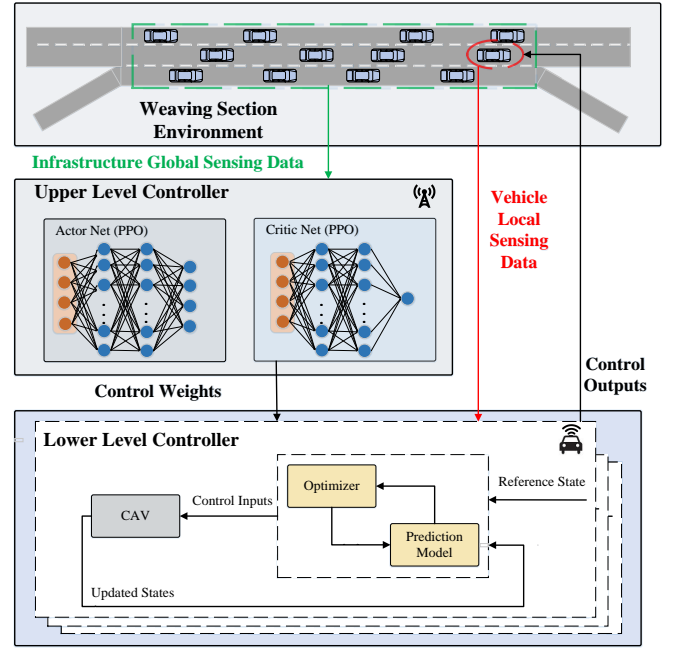 Weaving Section
Environment
Infrastructure Global Sensing Data
Upper Level Controller
Actor Net (PPO)
Critic Net (PPO)
Vehicle
Local
Sensing
Data
Control Weights
Control
Outputs
Lower Level Controller
Optimizer
Reference State
Control Inputs
CAV
Prediction
Model
Updated States